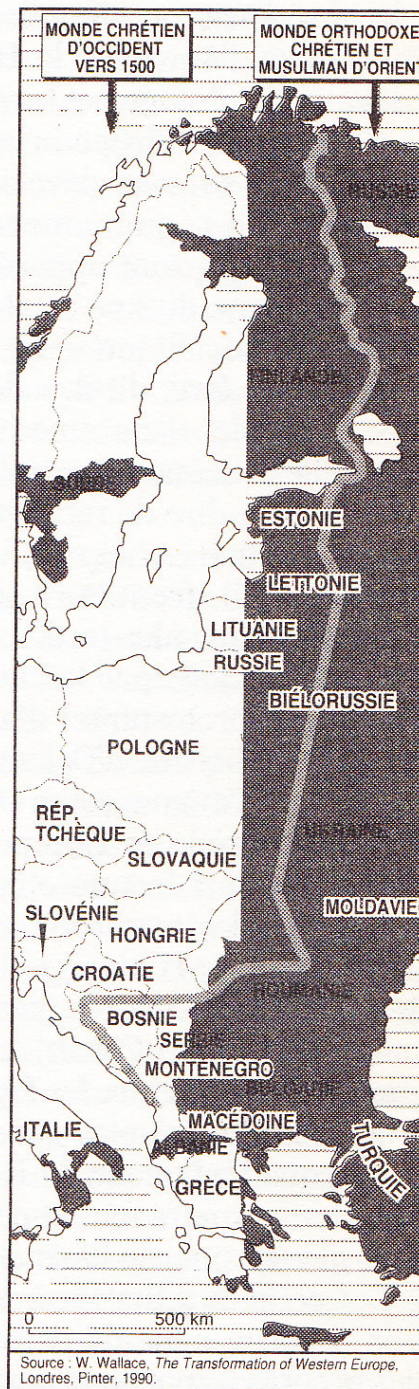 MONDE CHRÉTIEN
D'OCCIDENT
VERS 1500
MONDE ORTHODOXE
CHRÉTIEN ET
MUSULMAN D'ORIENT
RUSSIE
FINLANDE
SUÈDE
ESTONIE
LETTONIE
LITUANIE
RUSSIE
BIÉLORUSSIE
POLOGNE
RÉP.
TCHÈQUE
UKRAINE
SLOVAQUIE
MOLDAVIE
SLOVÉNIE
HONGRIE
CROATIE
ROUMANIE
BOSNIE
SERBIE
MONTÉNÉGRO
BULGARIE
ITALIE
MACÉDOINE
ALBANIE
TURQUIE
GRÈCE
0 500 km
Source : W. Wallace, The Transformation of Western Europe,
Londres, Pinter, 1990.